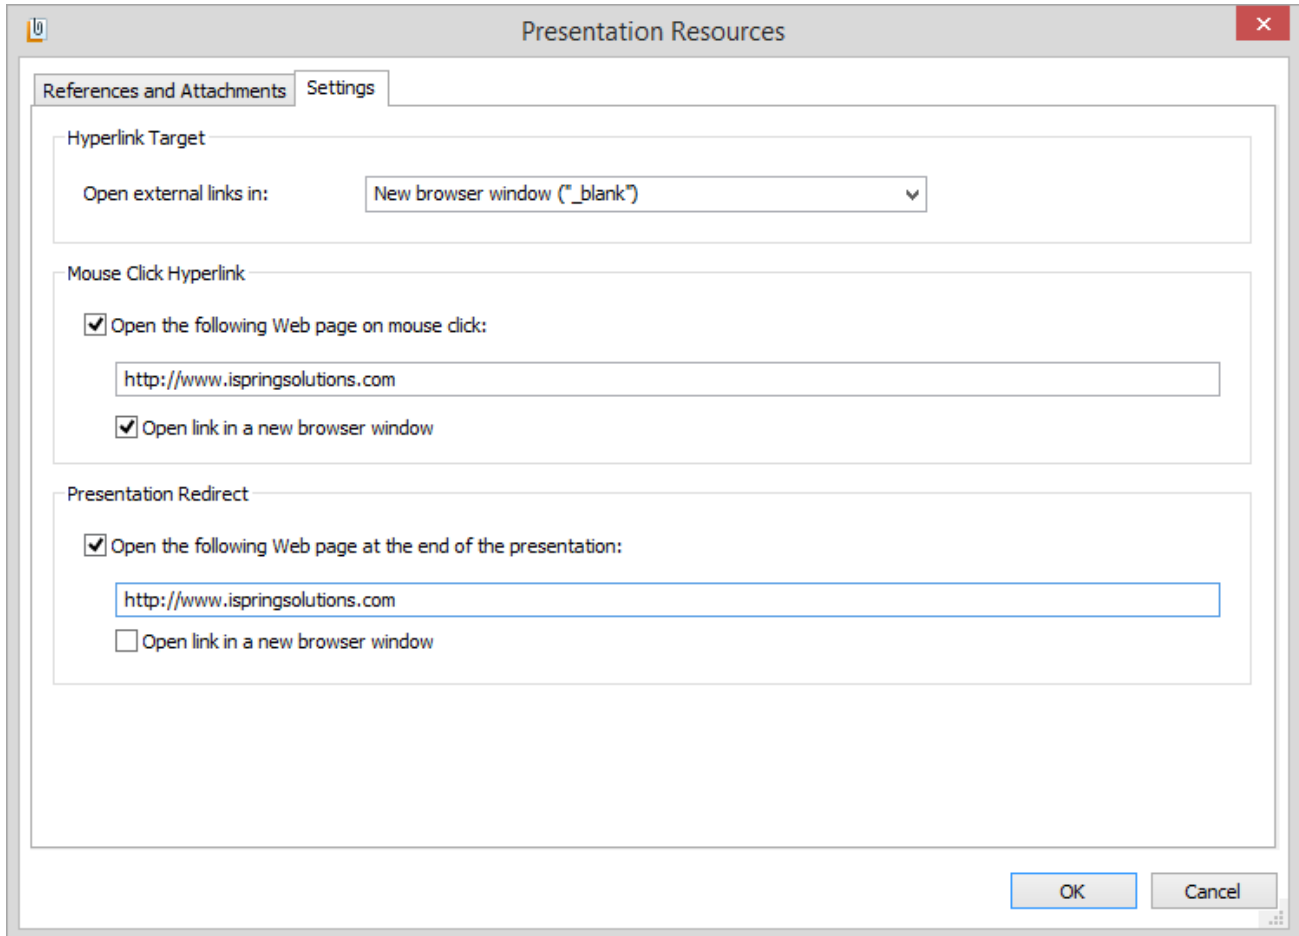 Presentation Resources
References and Attachments
Settings
Hyperlink Target
Open external links in:
New browser window ("_blank")
Mouse Click Hyperlink
Open the following Web page on mouse click:
http://www.ispringsolutions.com
Open link in a new browser window
Presentation Redirect
Open the following Web page at the end of the presentation:
http://www.ispringsolutions.com
Open link in a new browser window
OK
Cancel